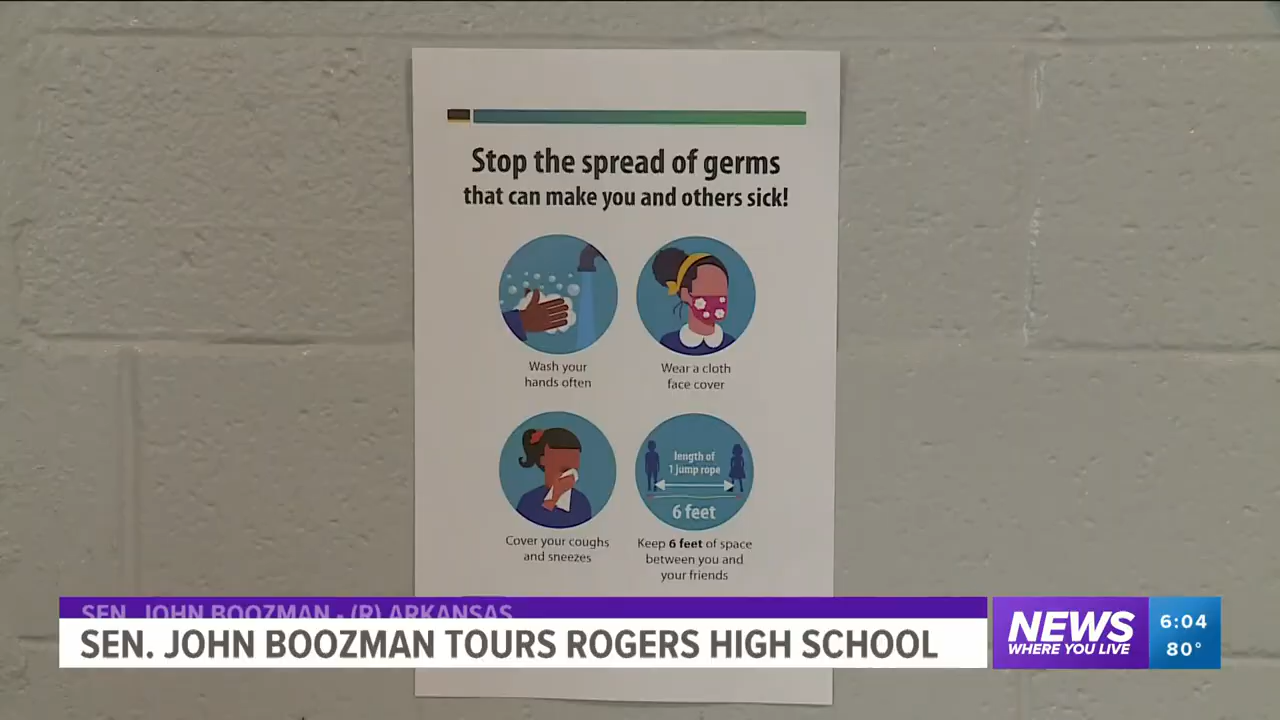 Stop the spread of germs
that can make you and others sick!
Wash your
hands often
Wear a cloth
face cover
length of
1 jump rope
6 feet
Cover your coughs
and sneezes
Keep 6 feet of space
between you and
your friends
SEN. JOHN BOOZMAN - (R) ARKANSAS
SEN. JOHN BOOZMAN TOURS ROGERS HIGH SCHOOL
NEWS
WHERE YOU LIVE
6:04
80°